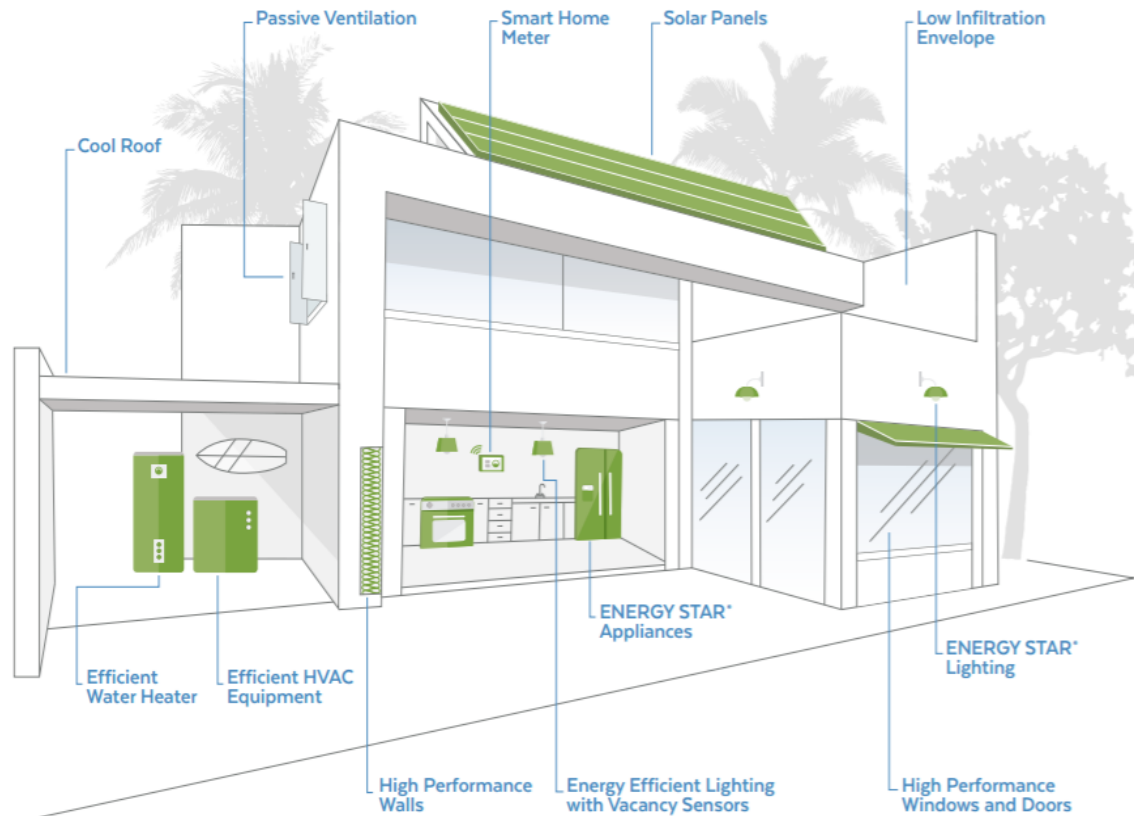 Passive Ventilation
Smart Home
Meter
Solar Panels
Low Infiltration
Envelope
Cool Roof
ENERGY STAR*
Appliances
ENERGY STAR*
Lighting
Efficient
Water Heater
Efficient HVAC
Equipment
High Performance
Walls
Energy Efficient Lighting
with Vacancy Sensors
High Performance
Windows and Doors